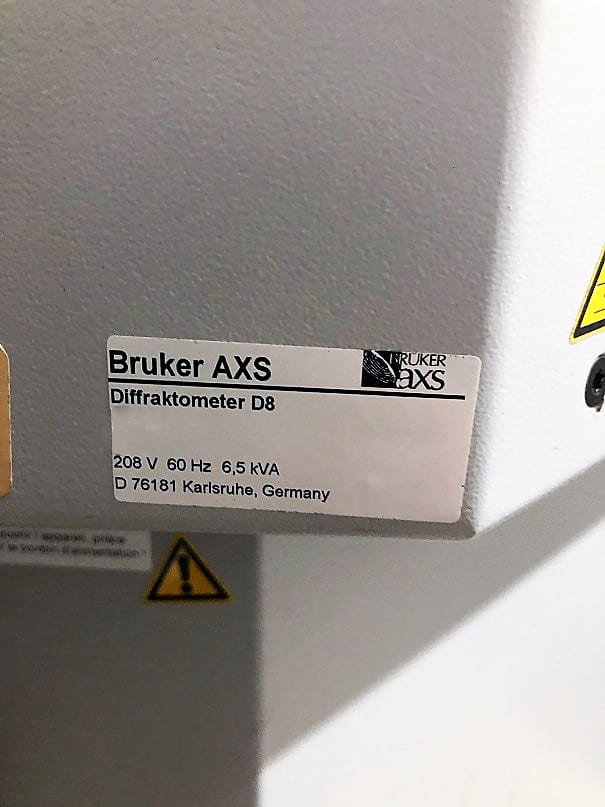 Bruker AXS
BRUKER
axs
Diffraktometer D8
208 V 60 Hz 6,5 kVA
D 76181 Karlsruhe, Germany